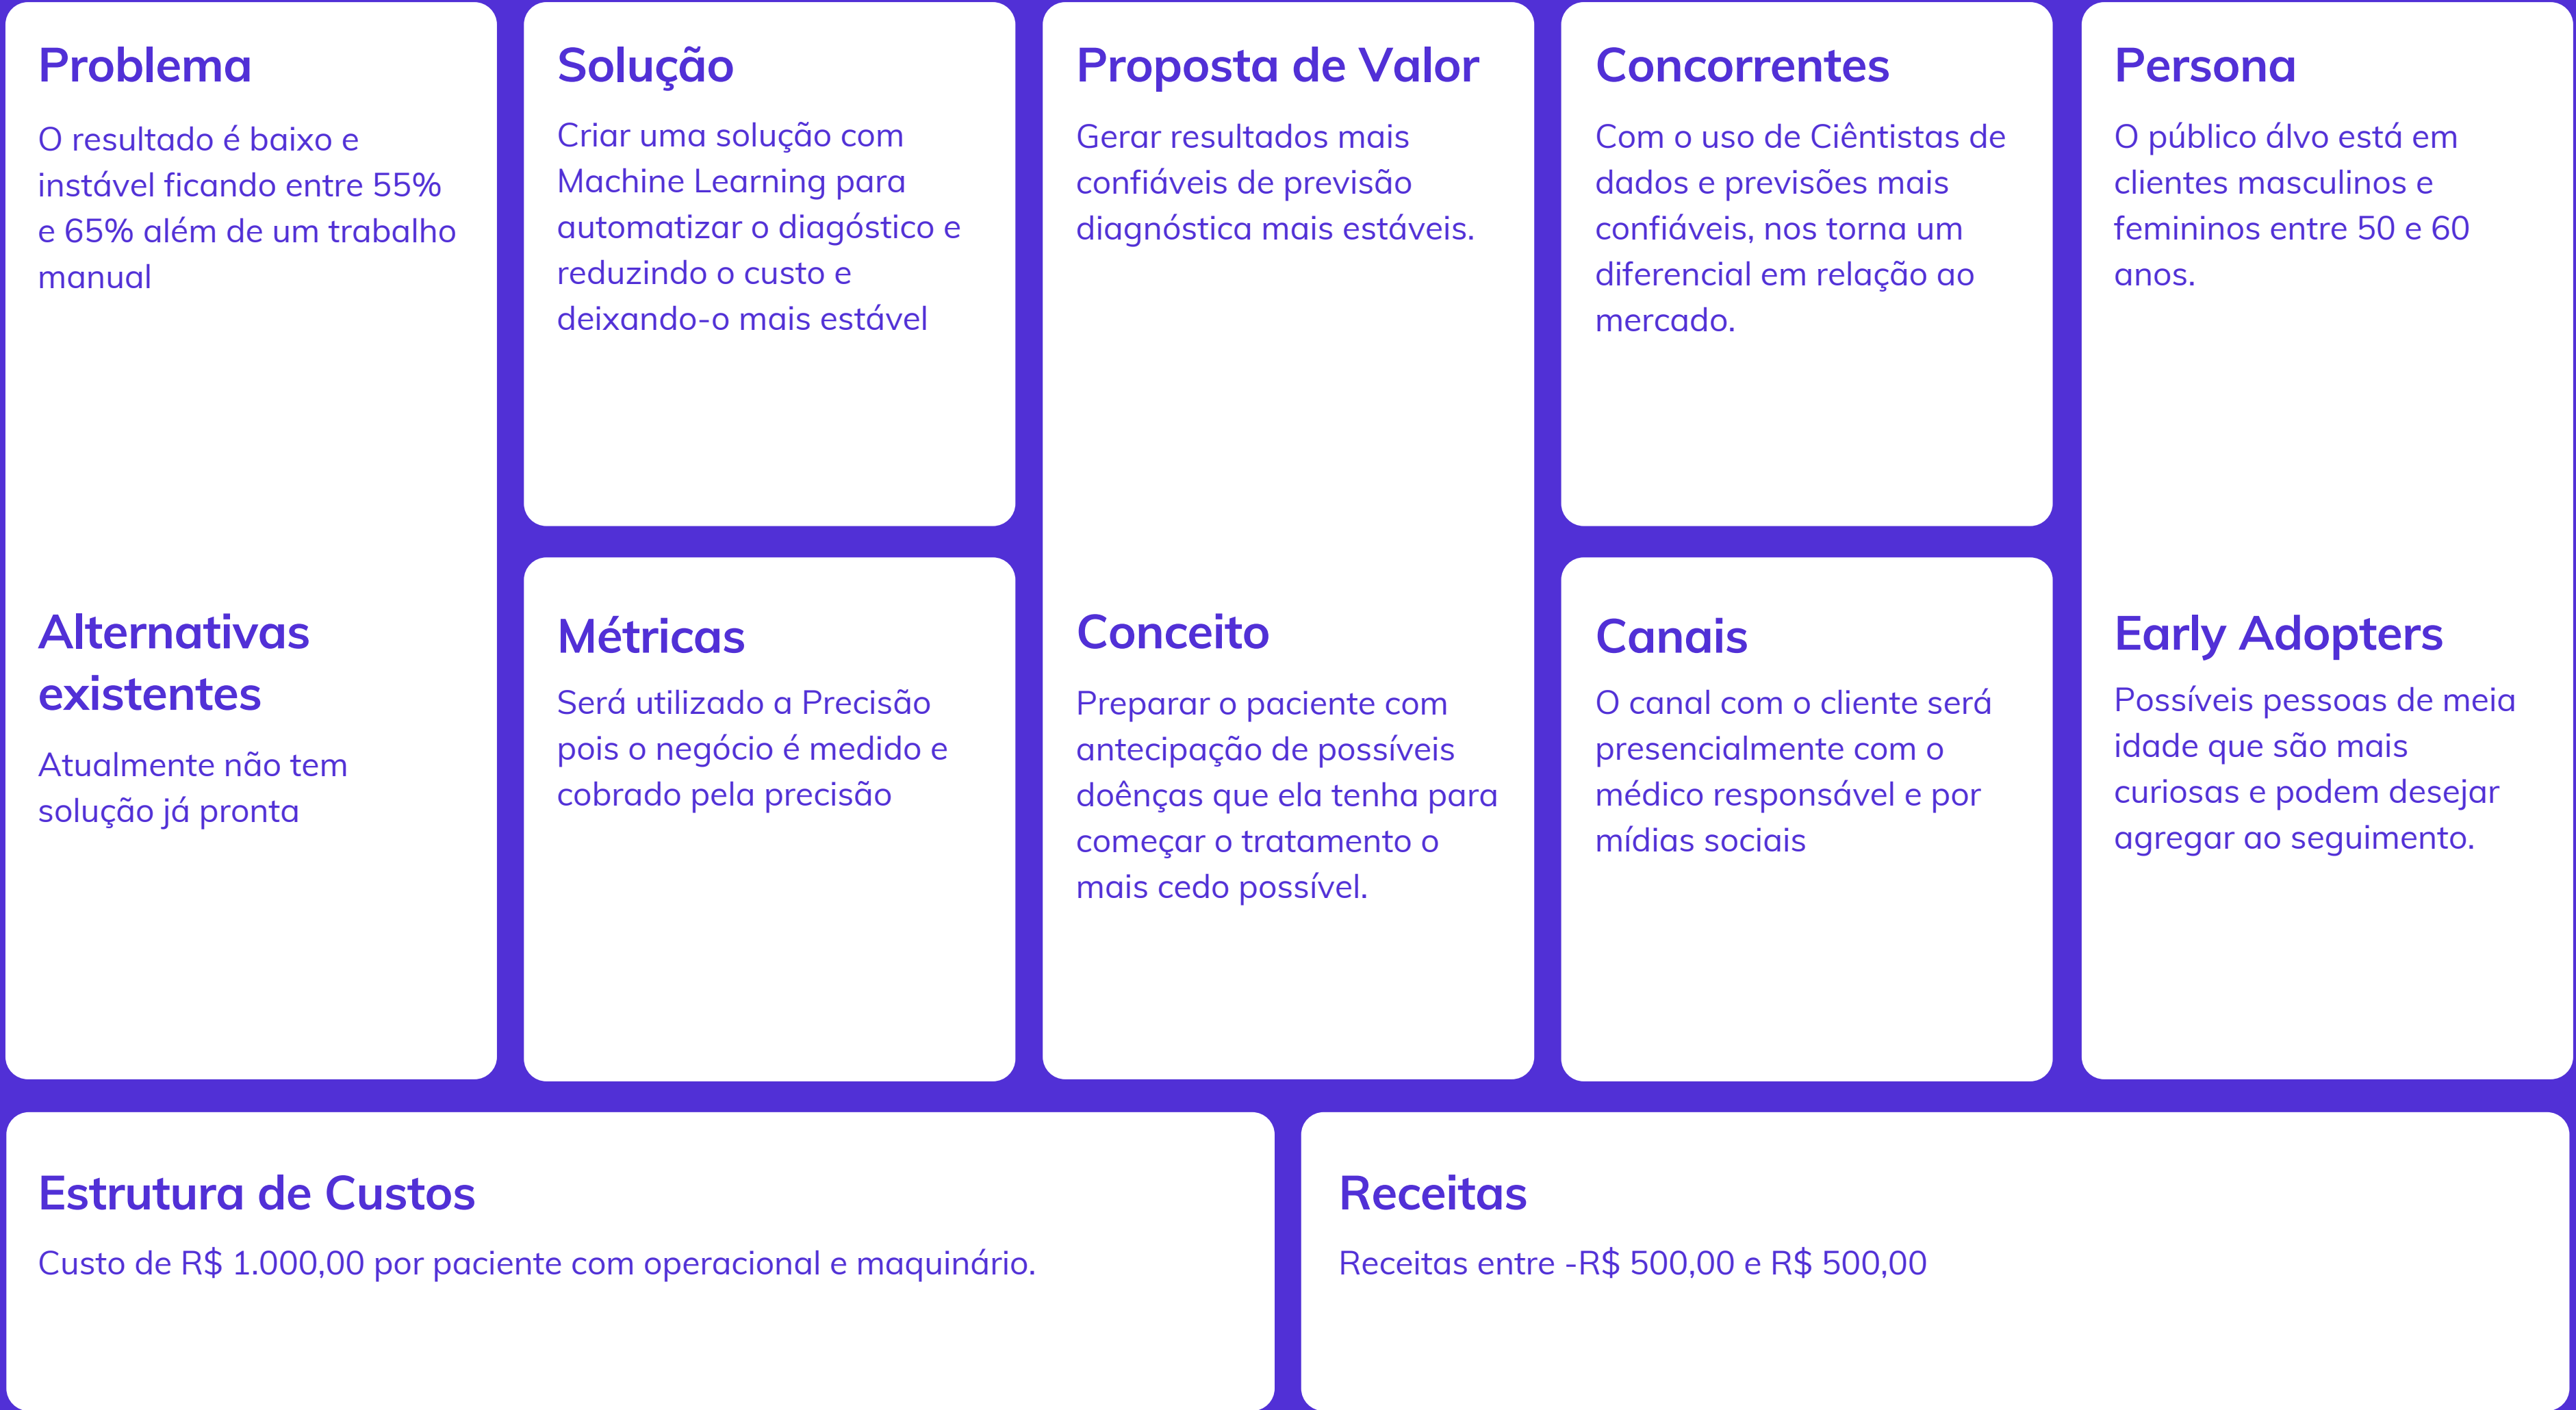 Problema
O resultado é baixo e
instável ficando entre 55%
e 65% além de um trabalho
manual
Alternativas
existentes
Atualmente não tem
solução já pronta
Solução
Criar uma solução com
Machine Learning para
automatizar o diagóstico e
reduzindo o custo e
deixando-o mais estável
Métricas
Será utilizado a Precisão
pois o negócio é medido e
cobrado pela precisão
Proposta de Valor
Gerar resultados mais
confiáveis de previsão
diagnóstica mais estáveis.
Conceito
Preparar o paciente com
antecipação de possíveis
doênças que ela tenha para
começar o tratamento o
mais cedo possível.
Concorrentes
Com o uso de Ciêntistas de
dados e previsões mais
confiáveis, nos torna um
diferencial em relação ao
mercado.
Canais
O canal com o cliente será
presencialmente com o
médico responsável e por
mídias sociais
Persona
O público álvo está em
clientes masculinos e
femininos entre 50 e 60
anos.
Early Adopters
Possíveis pessoas de meia
idade que são mais
curiosas e podem desejar
agregar ao seguimento.
Estrutura de Custos
Custo de R$ 1.000,00 por paciente com operacional e maquinário.
Receitas
Receitas entre -R$ 500,00 e R$ 500,00